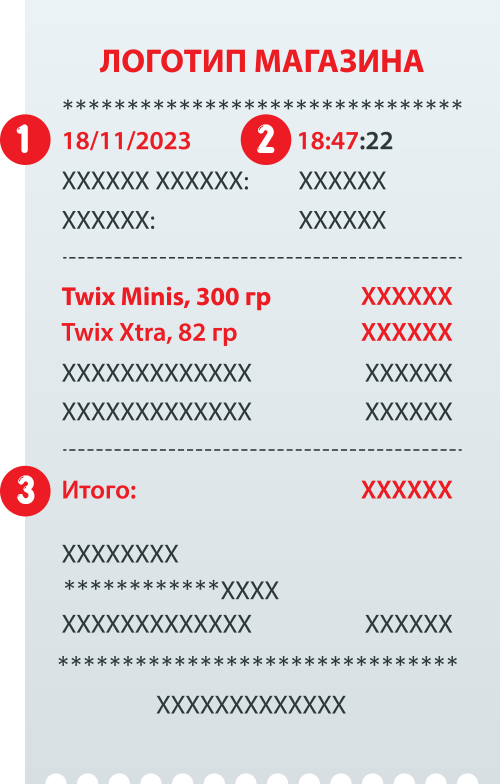 ЛОГОТИП МАГАЗИНА
*******************************
1 18/11/2023 2 18:47:22
XXXXXX XXXXXX: XXXXXX
XXXXXX: XXXXXX
Twix Minis, 300 гр XXXXXX
Twix Xtra, 82 гр XXXXXX
XXXXXXXXXXXXX XXXXXX
XXXXXXXXXXXXX XXXXXX
3 Итого: XXXXXX
XXXXXXXX
************XXXX
XXXXXXXXXXXXX XXXXXX
*******************************
XXXXXXXXXXXXX